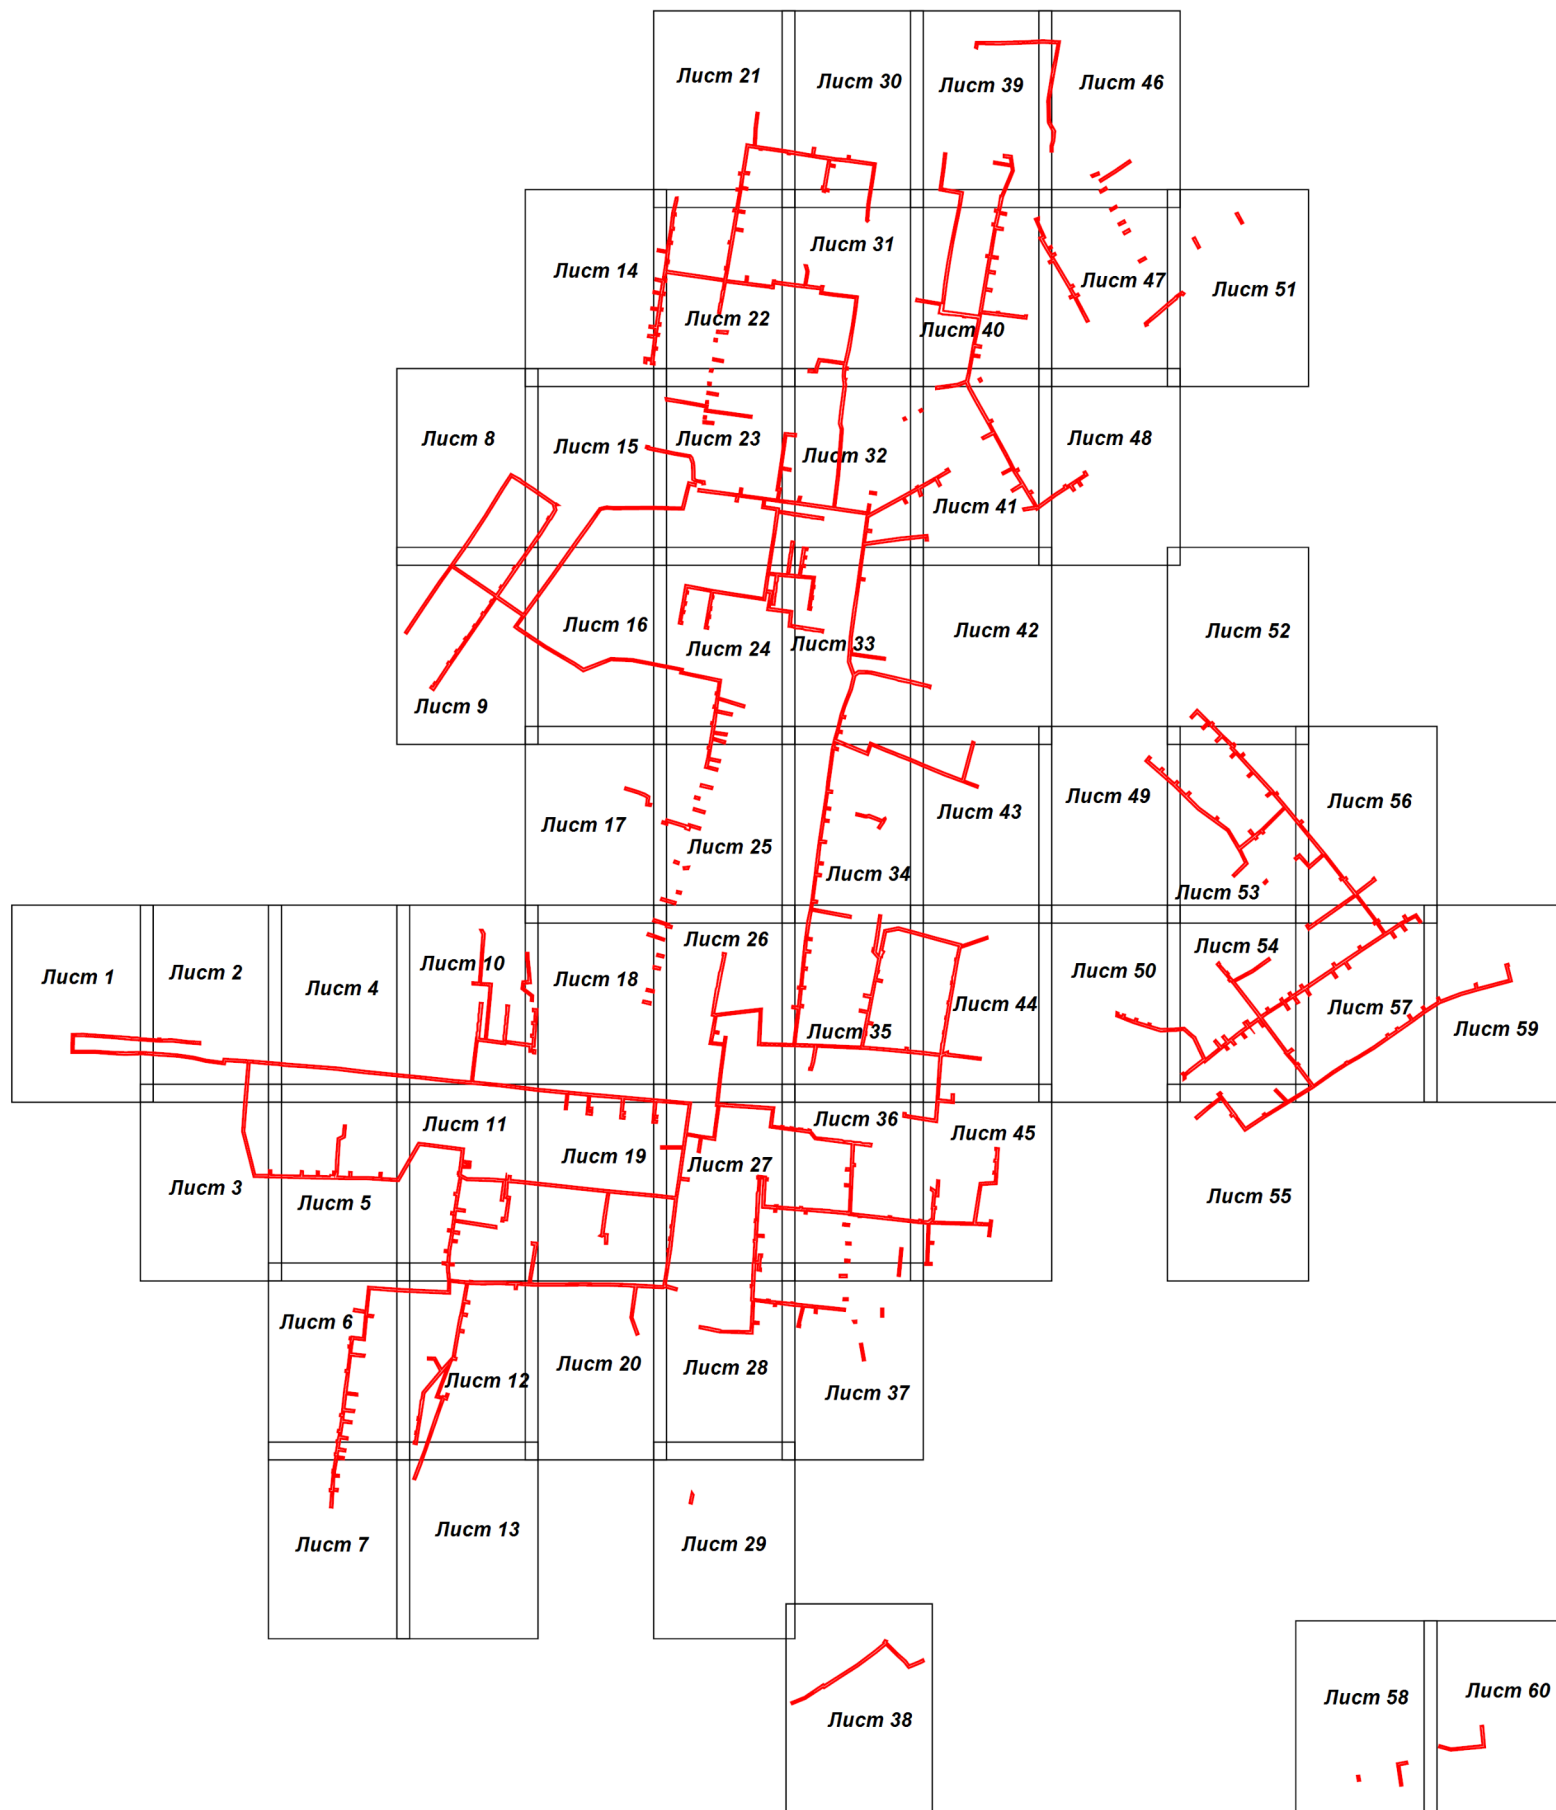 Лист 21
Лист 30
Лист 39
Лист 46
Лист 14
Лист 31
Лист 47
Лист 51
Лист 22
Лист 40
Лист 8
Лист 15
Лист 23
Лист 32
Лист 48
Лист 41
Лист 16
Лист 24
Лист 33
Лист 42
Лист 52
Лист 9
Лист 17
Лист 25
Лист 34
Лист 43
Лист 49
Лист 56
Лист 53
Лист 1
Лист 2
Лист 4
Лист 10
Лист 18
Лист 26
Лист 35
Лист 44
Лист 50
Лист 54
Лист 57
Лист 59
Лист 3
Лист 5
Лист 11
Лист 19
Лист 27
Лист 36
Лист 45
Лист 55
Лист 6
Лист 12
Лист 20
Лист 28
Лист 37
Лист 7
Лист 13
Лист 29
Лист 38
Лист 58
Лист 60